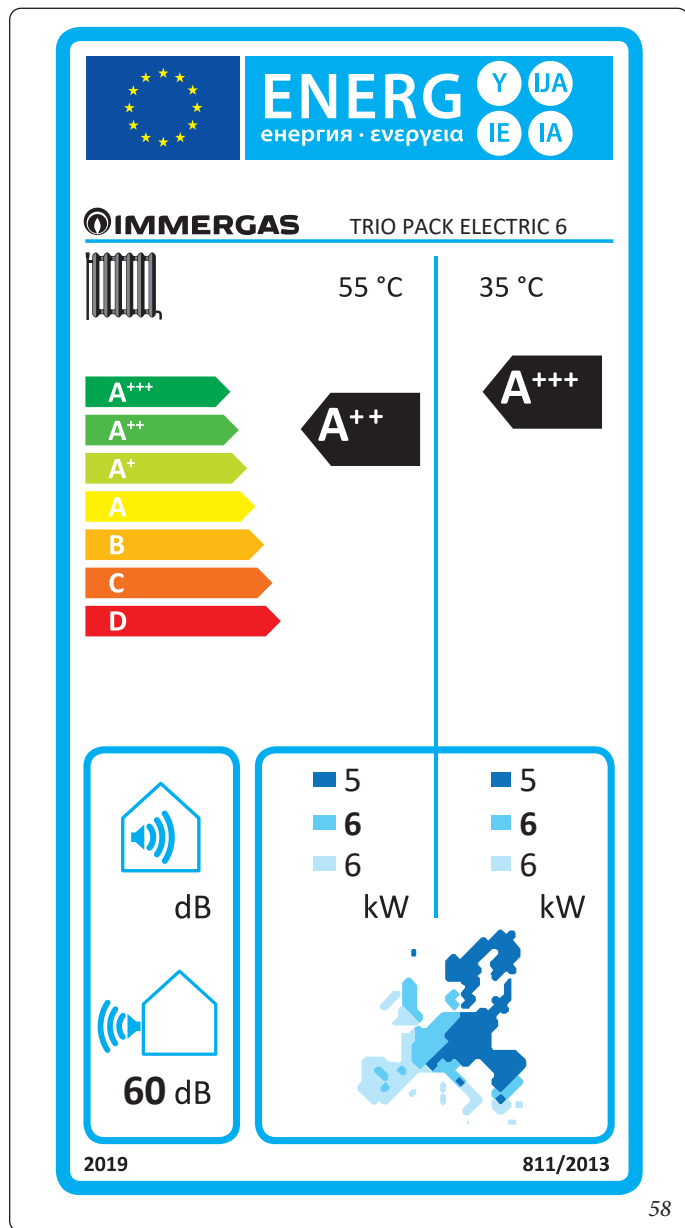 ENERG Y IJA
енергия · ενεργεια IE IA
IMMERGAS TRIO PACK ELECTRIC 6
55 °C 35 °C
A+++
A++
A+
A
B
C
D
A++
A+++
5 5
6 6
6 6
kW kW
dB
60 dB
2019 811/2013
58